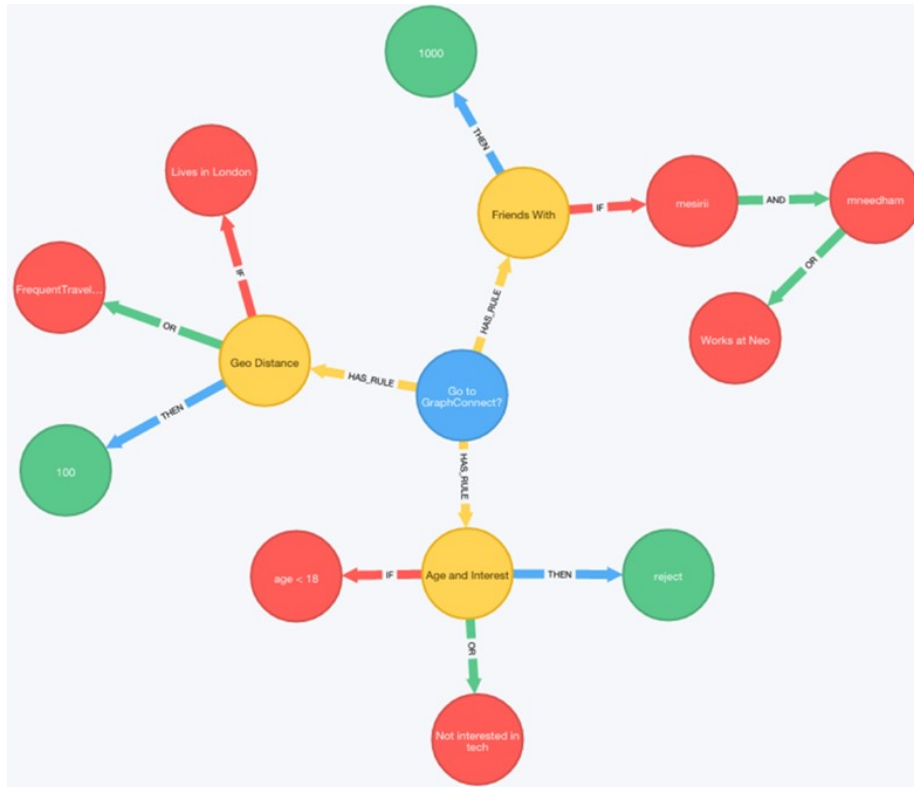 1000
THEN
Lives in London
Friends With
IF
mesirii
AND
mneedham
IF
OR
FrequentTravel...
OR
HAS_RULE
Works at Neo
Geo Distance
HAS_RULE
Go to
GraphConnect?
THEN
100
HAS_RULE
age < 18
IF
Age and Interest
THEN
reject
OR
Not interested in
tech